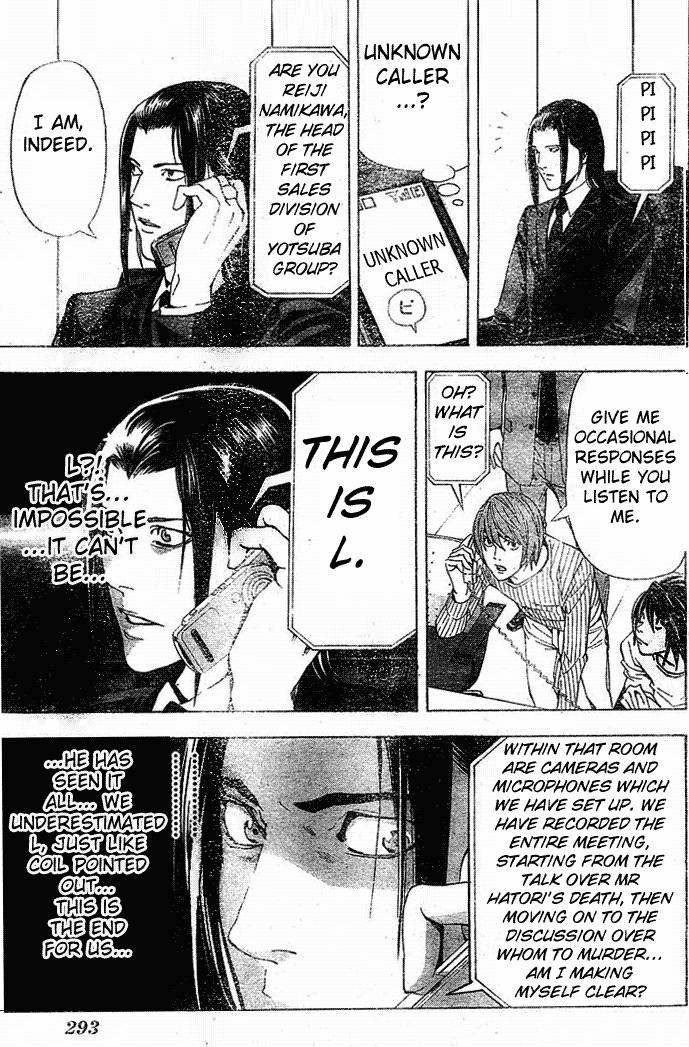 PI
PI
PI
PI
UNKNOWN
CALLER
...?
UNKNOWN
CALLER
ピ
ARE YOU
REIJI
NAMIKAWA,
THE HEAD
OF THE
FIRST
SALES
DIVISION
OF
YOTSUBA
GROUP?
I AM,
INDEED.
GIVE ME
OCCASIONAL
RESPONSES
WHILE YOU
LISTEN TO
ME.
OH?
WHAT
IS
THIS?
THIS
IS
L.
L?!
THAT'S...
IMPOSSIBLE
...IT CAN'T
BE...
WITHIN THAT ROOM
ARE CAMERAS AND
MICROPHONES WHICH
WE HAVE SET UP. WE
HAVE RECORDED THE
ENTIRE MEETING,
STARTING FROM THE
TALK OVER MR
HATORI'S DEATH, THEN
MOVING ON TO THE
DISCUSSION OVER
WHOM TO MURDER...
AM I MAKING
MYSELF CLEAR?
...HE HAS
SEEN IT
ALL... WE
UNDERESTIMATED
L, JUST LIKE
COIL POINTED
OUT...
THIS IS
THE END
FOR US...
293